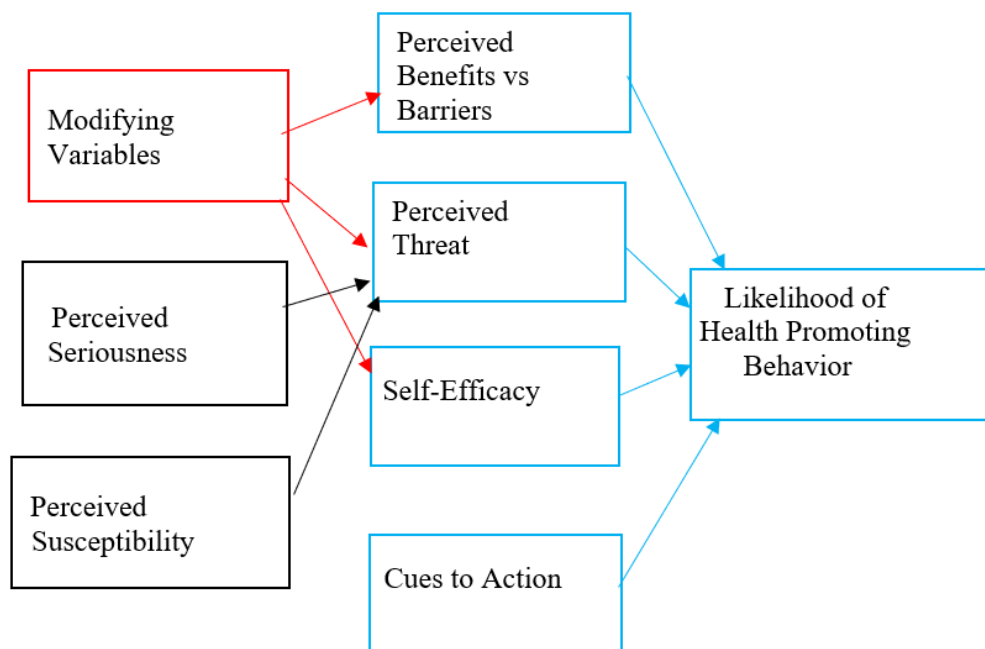 Perceived
Benefits vs
Barriers
Modifying
Variables
Perceived
Threat
Perceived
Seriousness
Likelihood of
Health Promoting
Behavior
Self-Efficacy
Perceived
Susceptibility
Cues to Action